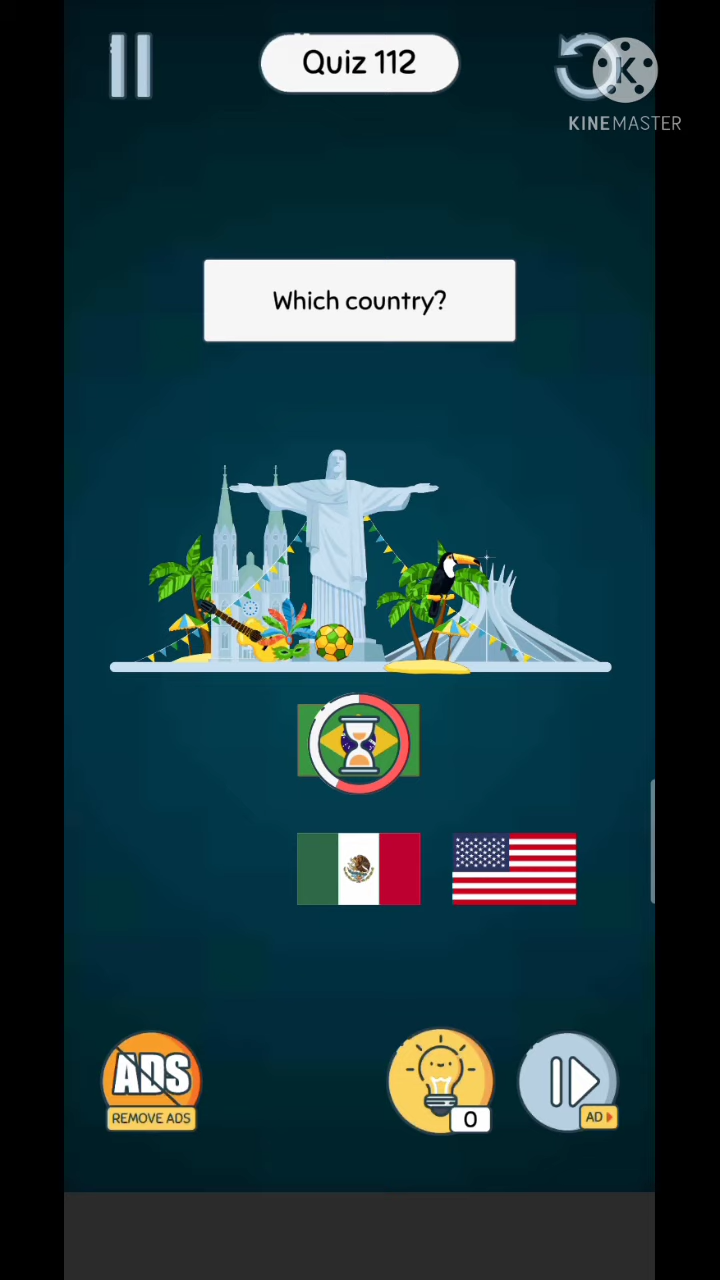 Quiz 112
K
KINEMASTER
Which country?
ADS
REMOVE ADS
0
AD